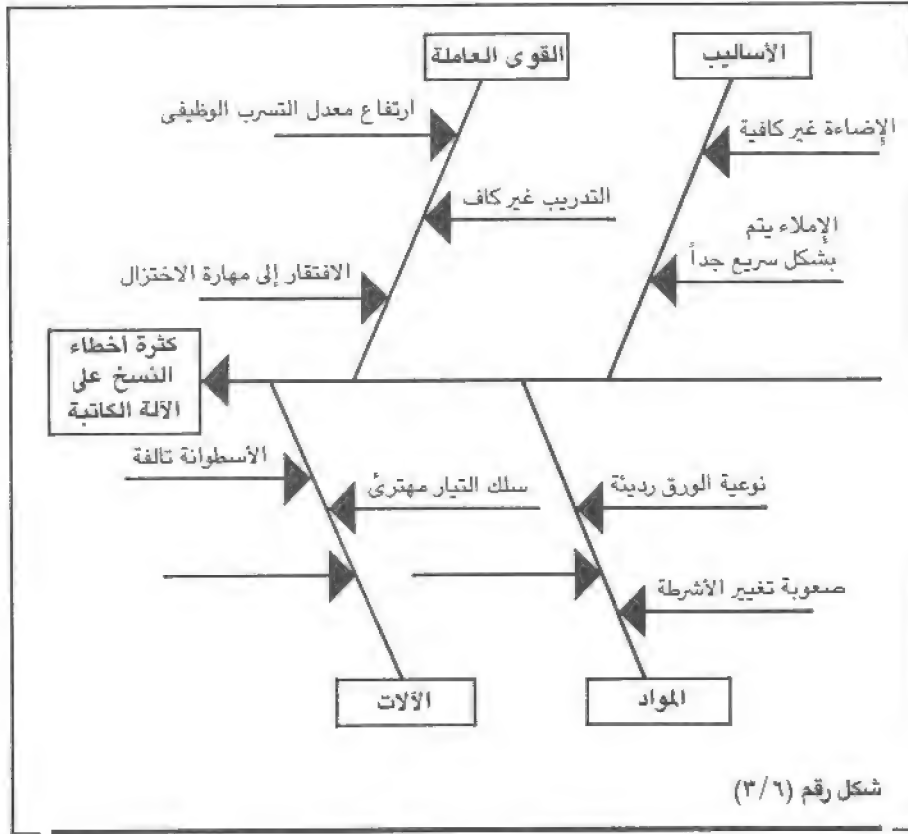 الأساليب
القوى العاملة
ارتفاع معدل التسرب الوظيفى
الإضاءة غير كافية
التدريب غير كاف
الإملاء يتم
بشكل سريع جداً
الافتقار إلى مهارة الاختزال
كثرة أخطاء
النسخ على
الآلة الكاتبة
الأسطوانة تالفة
سلك التيار مهترئ
نوعية الورق رديئة
صعوبة تغيير الأشرطة
المواد
الآلات
شكل رقم (٣/٦)